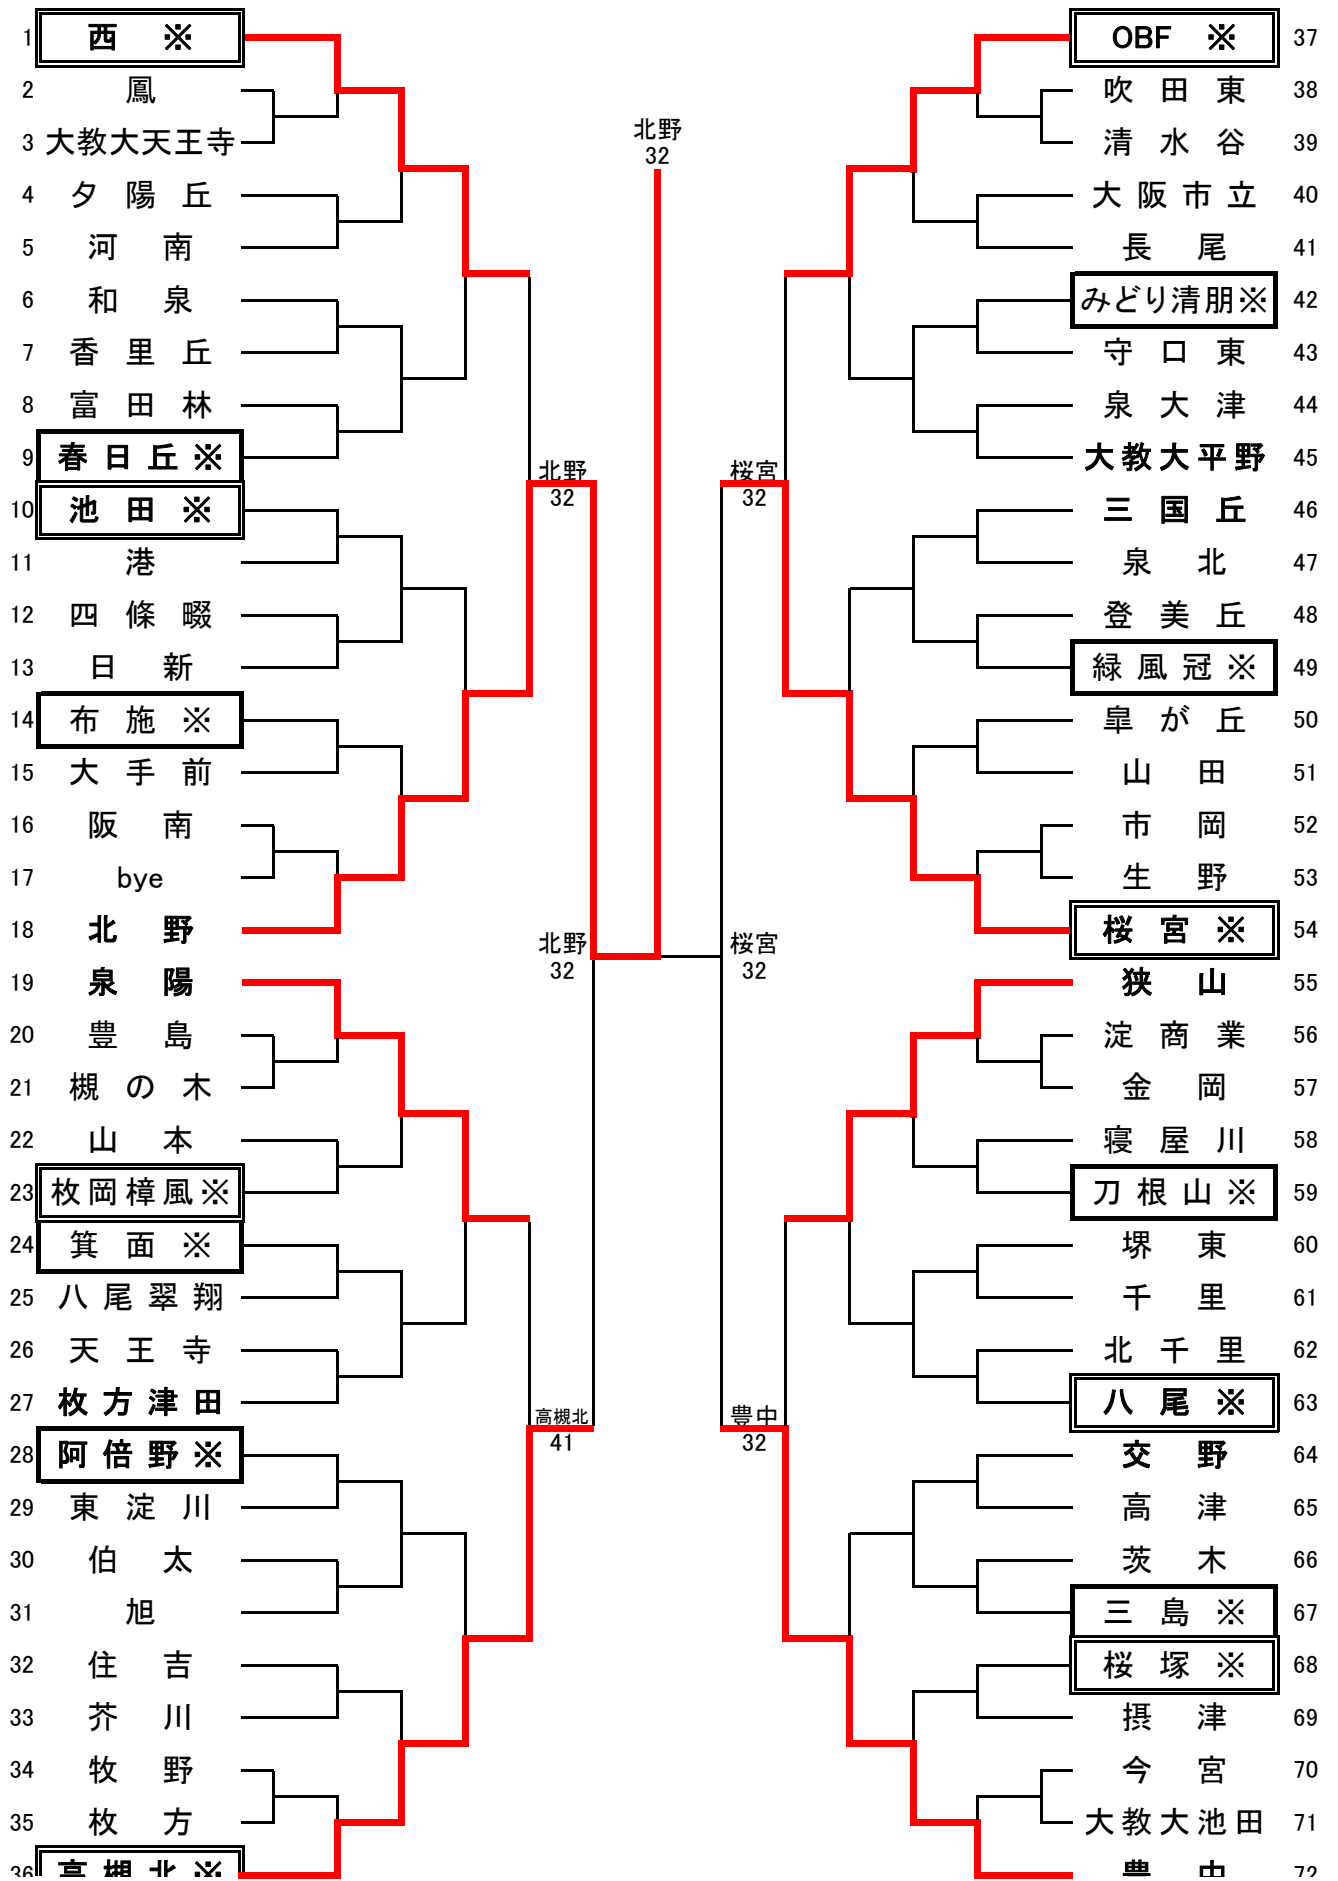 1 西 ※
2 鳳
3 大教大天王寺
4 夕陽丘
5 河南
6 和泉
7 香里丘
8 富田林
9 春日丘※
10 池田※
11 港
12 四條畷
13 日新
14 布施※
15 大手前
16 阪南
17 bye
18 北野
19 泉陽
20 豊島
21 槻の木
22 山本
23 枚岡樟風※
24 箕面※
25 八尾翠翔
26 天王寺
27 枚方津田
28 阿倍野※
29 東淀川
30 伯太
31 旭
32 住吉
33 芥川
34 牧野
35 枚方
36 高槻北※
北野
32
北野
32
桜宮
32
北野
32
桜宮
32
高槻北
41
豊中
32
OBF ※ 37
吹田東 38
清水谷 39
大阪市立 40
長尾 41
みどり清朋※ 42
守口東 43
泉大津 44
大教大平野 45
三国丘 46
泉北 47
登美丘 48
緑風冠※ 49
皐が丘 50
山田 51
市岡 52
生野 53
桜宮※ 54
狭山 55
淀商業 56
金岡 57
寝屋川 58
刀根山※ 59
堺東 60
千里 61
北千里 62
八尾※ 63
交野 64
高津 65
茨木 66
三島※ 67
桜塚※ 68
摂津 69
今宮 70
大教大池田 71
豊中 72